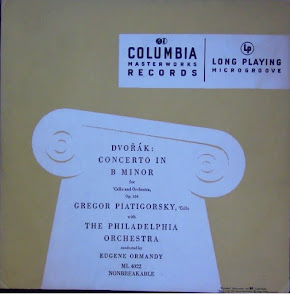 COLUMBIA
MASTERWORKS
RECORDS
Lp
LONG PLAYING
MICROGROOVE
DVOŘÁK:
CONCERTO IN
B MINOR
for
'Cello and Orchestra,
Op. 104
GREGOR PIATIGORSKY, 'Cello
with
THE PHILADELPHIA
ORCHESTRA
conducted by
EUGENE ORMANDY
ML 4022
NONBREAKABLE